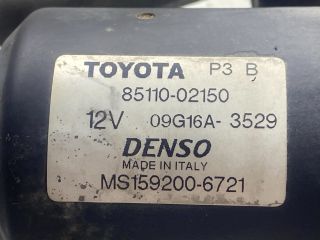 TOYOTA P3 B
85110-02150
12V 09G16A- 3529
DENSO
MADE IN ITALY
MS159200-6721